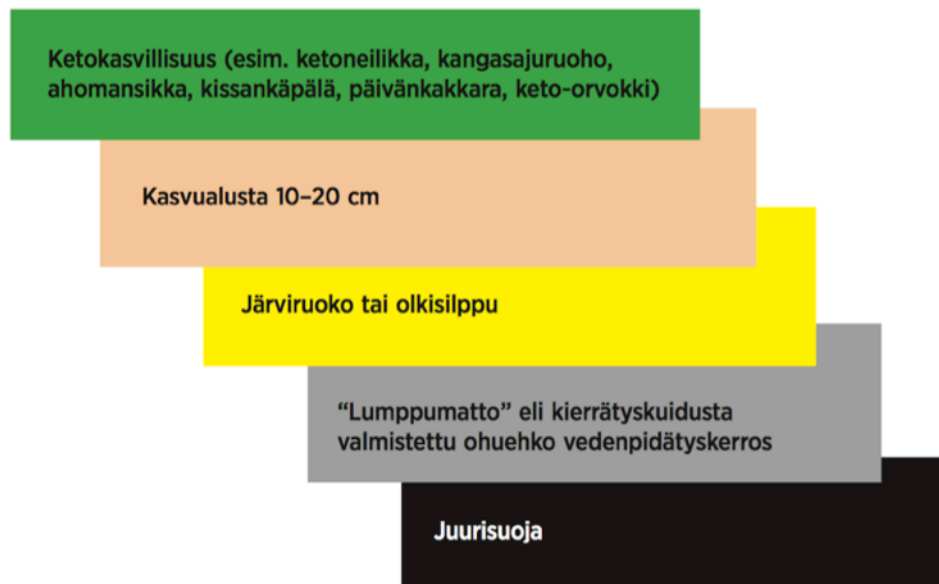 Ketokasvillisuus (esim. ketoneilikka, kangasajuruoho,
ahomansikka, kissankäpälä, päivänkakkara, keto-orvokki)
Kasvualusta 10–20 cm
Järviruoko tai olkisilppu
“Lumppumatto” eli kierrätyskuidusta
valmistettu ohuehko vedenpidätyskerros
Juurisuoja